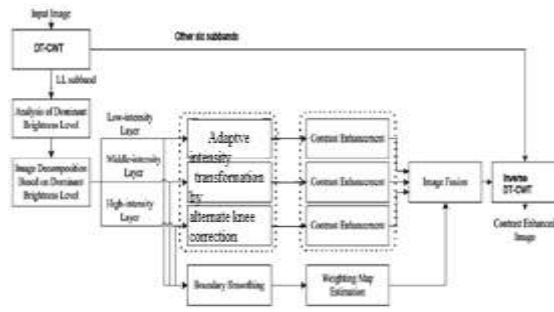 Input Image
DT-CWT
Other six subbands
LL subband
Analysis of Dominant
Brightness Level
Image Decomposition
Based on Dominant
Brightness Level
Low-intensity
Layer
Middle-intensity
Layer
High-intensity
Layer
Adaptive
intensity
transformation
by
alternate knee
correction
Contrast Enhancement
Contrast Enhancement
Contrast Enhancement
Boundary Smoothing
Weighting Map
Estimation
Image Fusion
Inverse
DT-CWT
Contrast Enhanced
Image